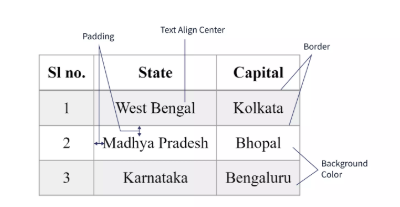 Text Align Center
Padding
Border
Sl no. State Capital
1 West Bengal Kolkata
2 Madhya Pradesh Bhopal
3 Karnataka Bengaluru
Background
Color